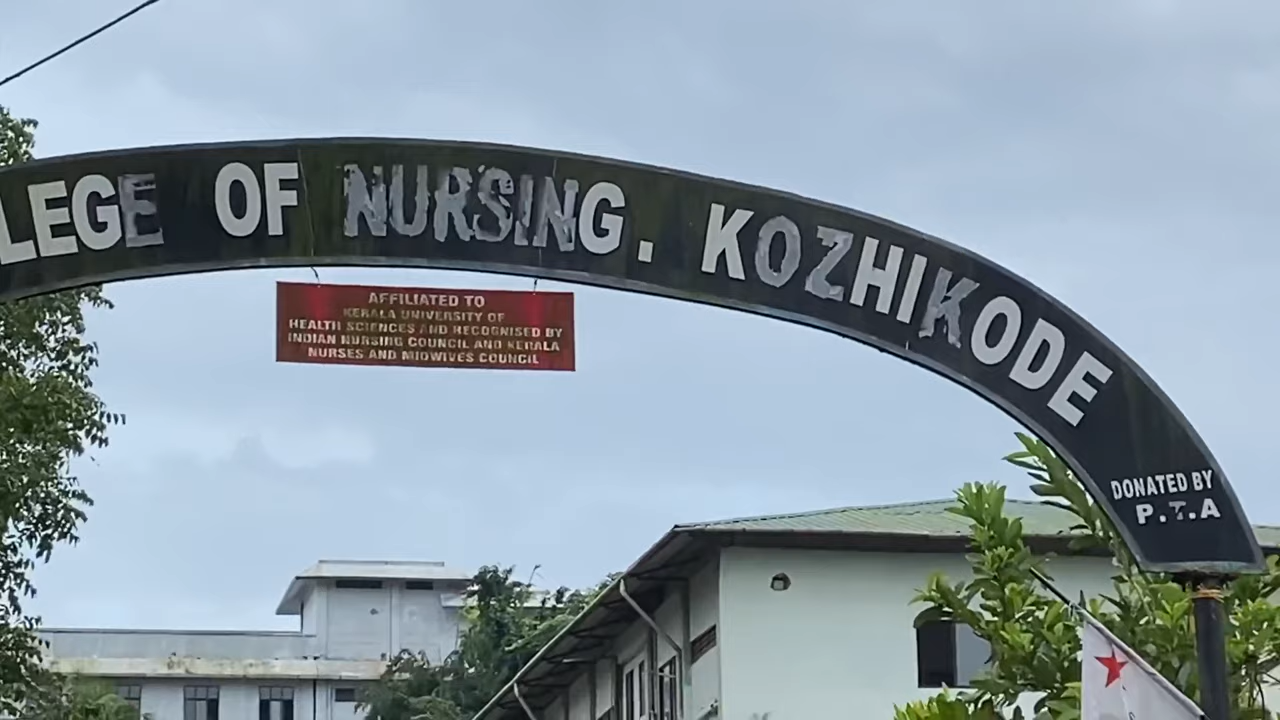 LLEGE OF NURSING. KOZHIKODE
AFFILIATED TO
KERALA UNIVERSITY OF
HEALTH SCIENCES AND RECOGNISED BY
INDIAN NURSING COUNCIL AND KERALA
NURSES AND MIDWIVES COUNCIL
DONATED BY
P.T.A